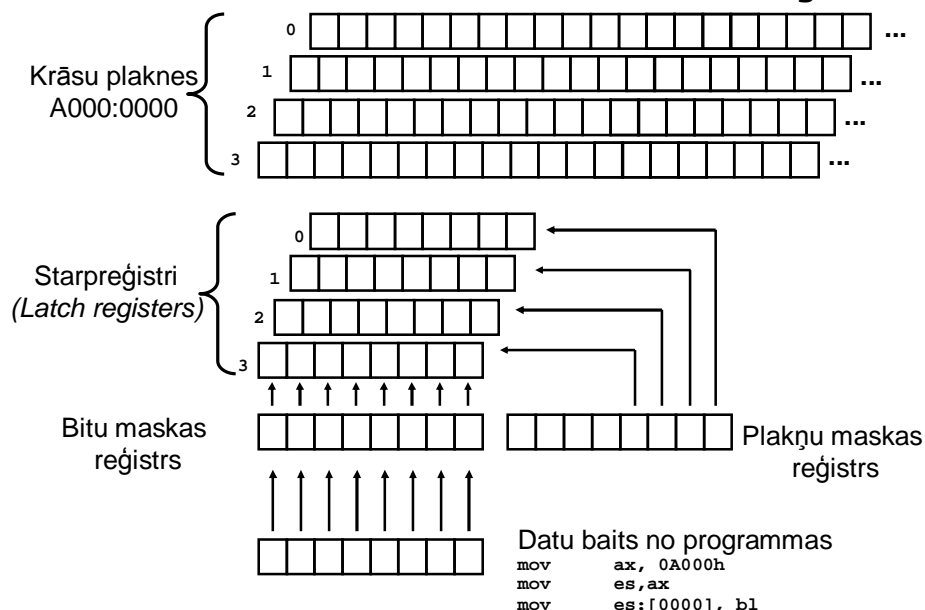 0
...
1
...
Krāsu plaknes
A000:0000
2
...
3
...
0
Starpreģistri
(Latch registers)
1
2
3
Bitu maskas
reģistrs
Plakņu maskas
reģistrs
Datu baits no programmas
mov ax, 0A000h
mov es,ax
mov es:[0000], bl